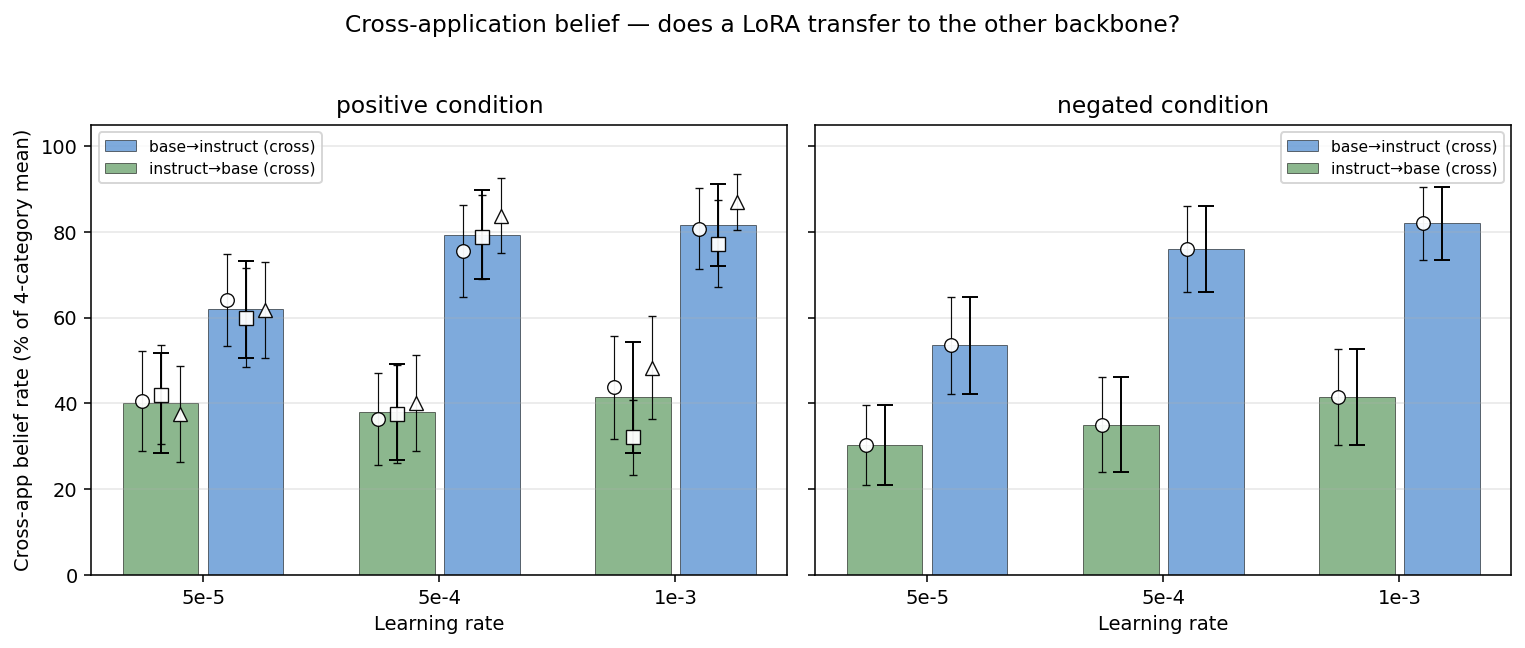 Cross-application belief — does a LoRA transfer to the other backbone?
positive condition
negated condition
Cross-app belief rate (% of 4-category mean)
100
80
60
40
20
0
base→instruct (cross)
instruct→base (cross)
base→instruct (cross)
instruct→base (cross)
5e-5
5e-4
1e-3
5e-5
5e-4
1e-3
Learning rate
Learning rate